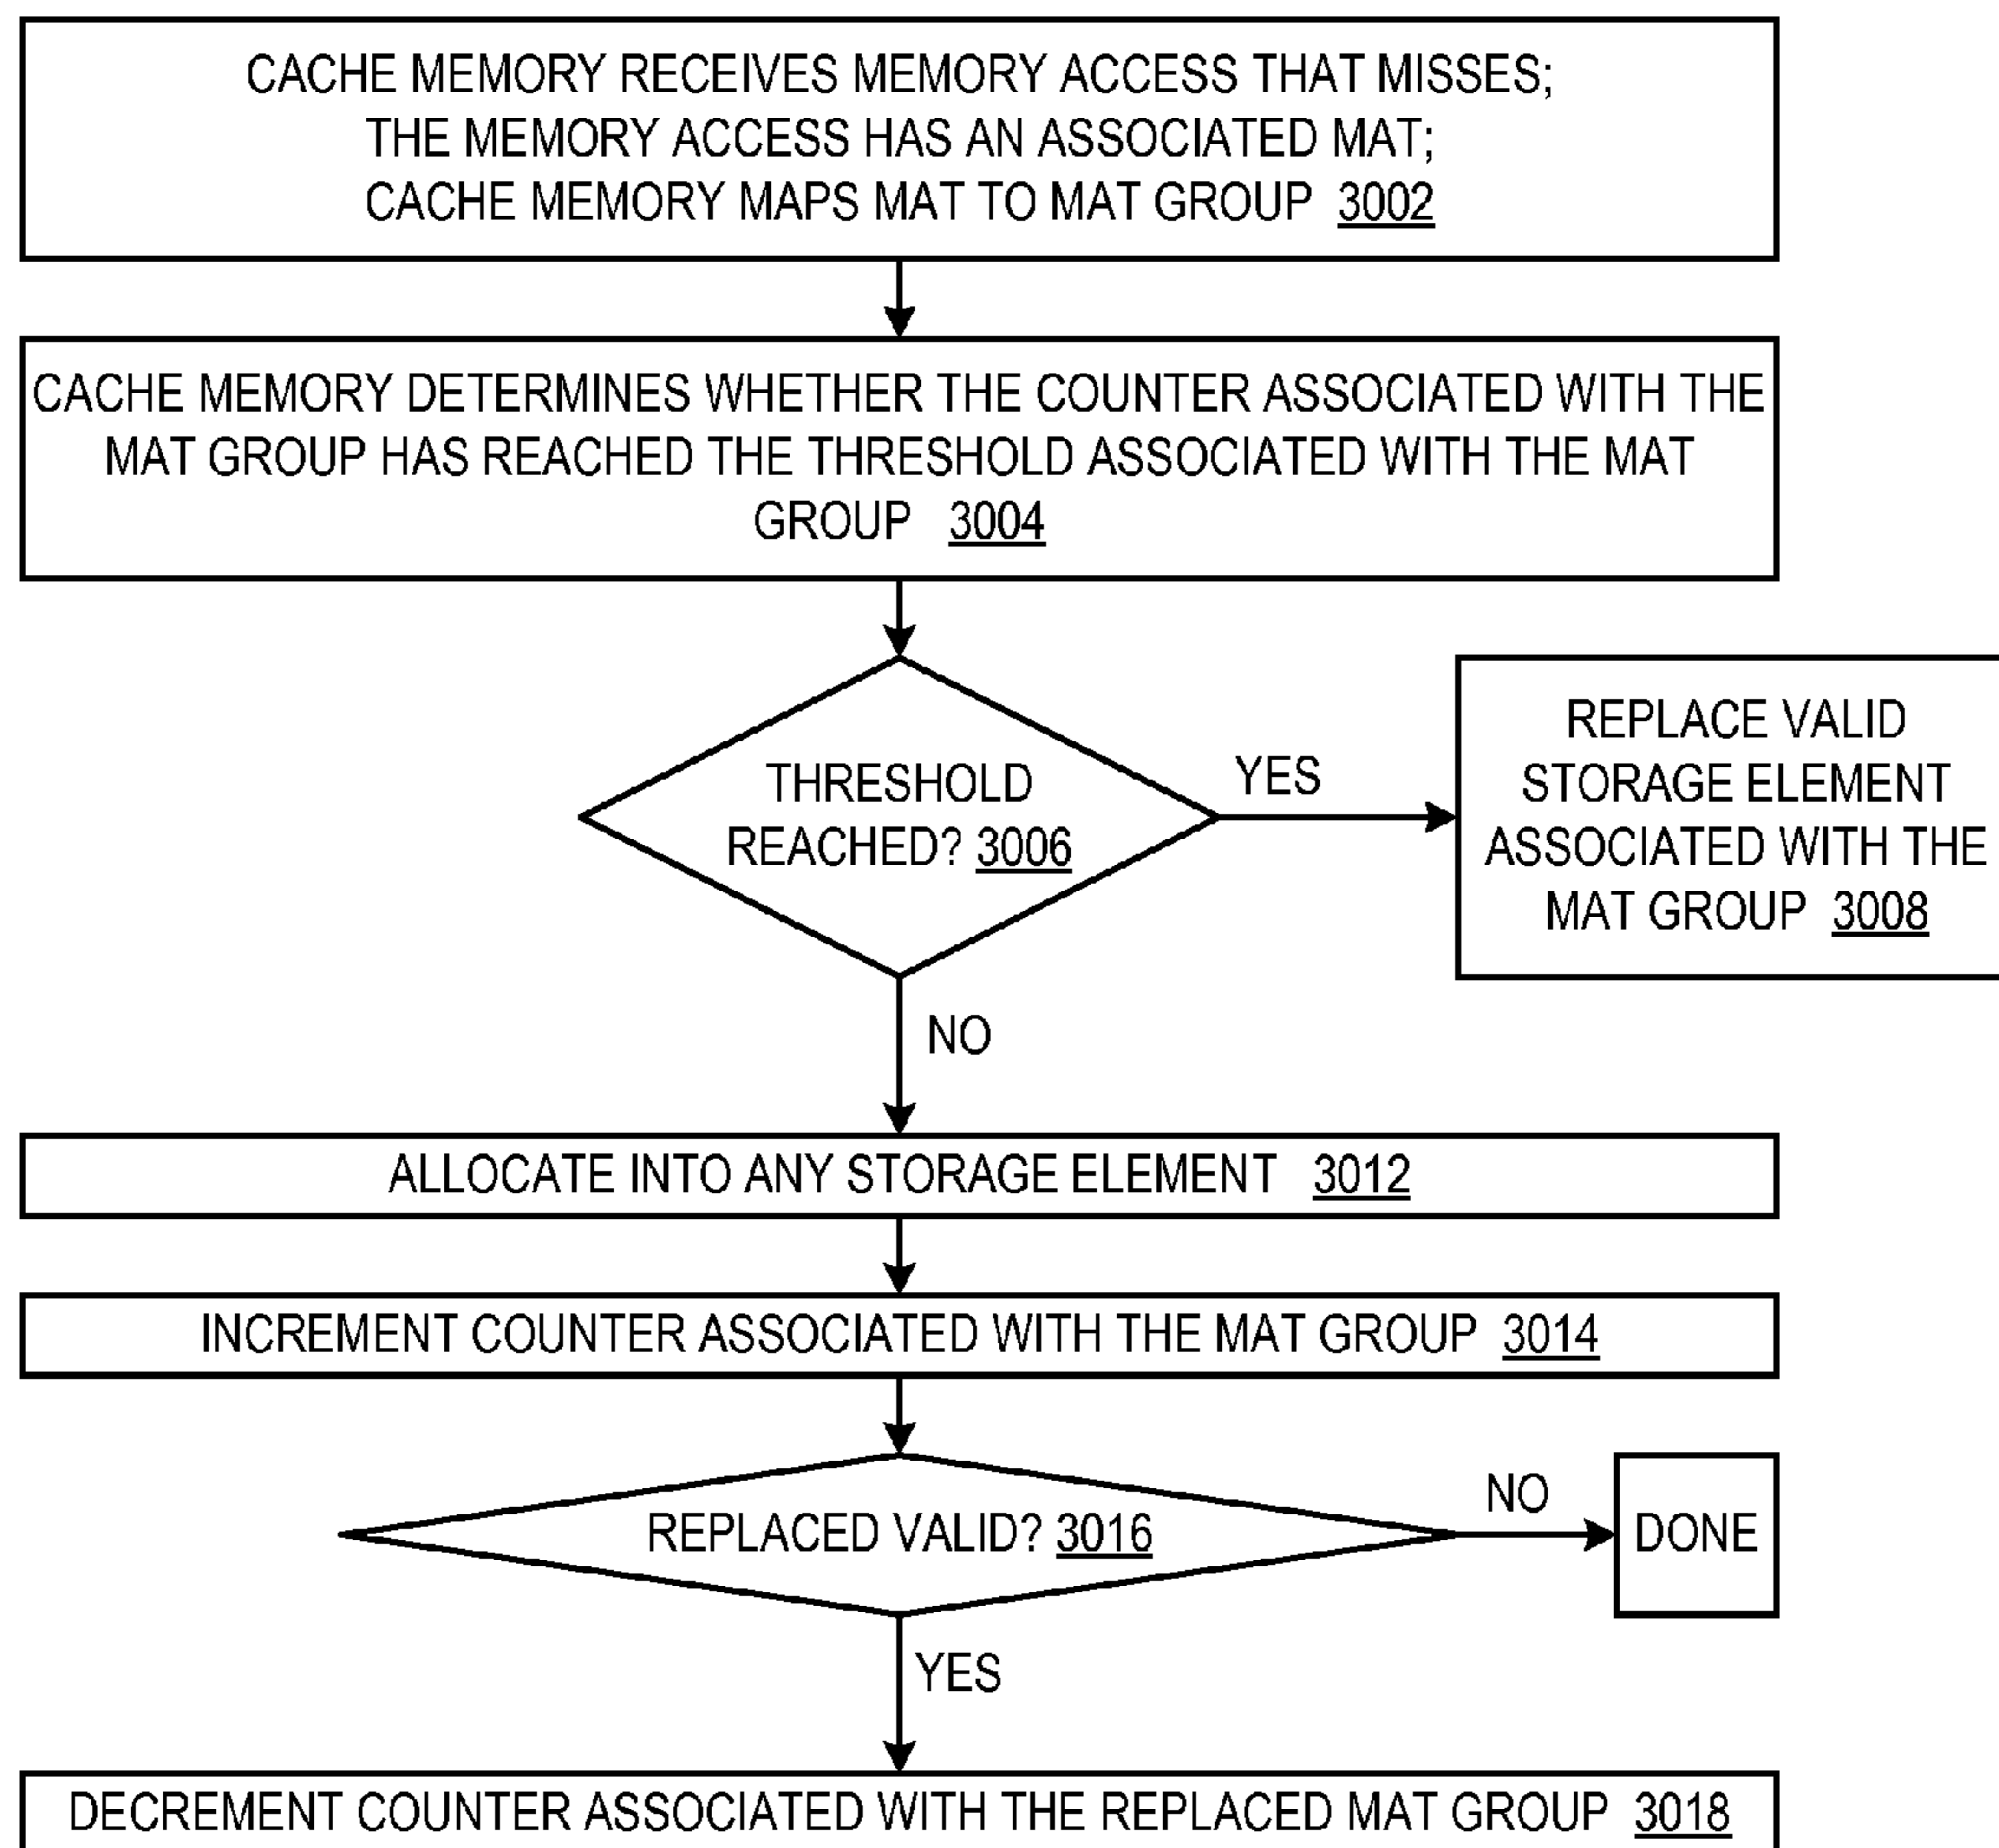 CACHE MEMORY RECEIVES MEMORY ACCESS THAT MISSES;
THE MEMORY ACCESS HAS AN ASSOCIATED MAT;
CACHE MEMORY MAPS MAT TO MAT GROUP 3002
CACHE MEMORY DETERMINES WHETHER THE COUNTER ASSOCIATED WITH THE
MAT GROUP HAS REACHED THE THRESHOLD ASSOCIATED WITH THE MAT
GROUP 3004
THRESHOLD
REACHED? 3006
YES
REPLACE VALID
STORAGE ELEMENT
ASSOCIATED WITH THE
MAT GROUP 3008
NO
ALLOCATE INTO ANY STORAGE ELEMENT 3012
INCREMENT COUNTER ASSOCIATED WITH THE MAT GROUP 3014
REPLACED VALID? 3016
NO
DONE
YES
DECREMENT COUNTER ASSOCIATED WITH THE REPLACED MAT GROUP 3018